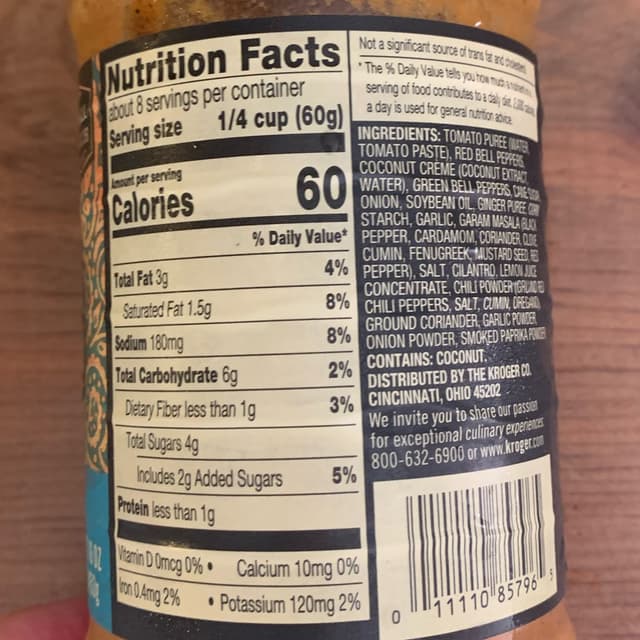 Nutrition Facts
about 8 servings per container
Serving size 1/4 cup (60g)
Amount per serving
Calories 60
% Daily Value*
Total Fat 3g 4%
Saturated Fat 1.5g 8%
Sodium 180mg 8%
Total Carbohydrate 6g 2%
Dietary Fiber less than 1g 3%
Total Sugars 4g
Includes 2g Added Sugars 5%
Protein less than 1g
Vitamin D 0mcg 0% • Calcium 10mg 0%
Iron 0.4mg 2% • Potassium 120mg 2%
Not a significant source of trans fat and cholesterol.
* The % Daily Value tells you how much a nutrient in
serving of food contributes to a daily diet. 2,000 calories
a day is used for general nutrition advice.
INGREDIENTS: TOMATO PUREE (WATER,
TOMATO PASTE), RED BELL PEPPERS,
COCONUT CREME (COCONUT EXTRACT,
WATER), GREEN BELL PEPPERS, CANE SUGAR,
ONION, SOYBEAN OIL, GINGER PUREE, CORN
STARCH, GARLIC, GARAM MASALA (BLACK
PEPPER, CARDAMOM, CORIANDER, CLOVE,
CUMIN, FENUGREEK, MUSTARD SEED, RED
PEPPER), SALT, CILANTRO, LEMON JUICE
CONCENTRATE, CHILI POWDER (GROUND RED
CHILI PEPPERS, SALT, CUMIN, OREGANO,
GROUND CORIANDER, GARLIC POWDER,
ONION POWDER, SMOKED PAPRIKA POWDER)
CONTAINS: COCONUT.
DISTRIBUTED BY THE KROGER CO.
CINCINNATI, OHIO 45202
We invite you to share our passion
for exceptional culinary experiences
800-632-6900 or www.kroger.com
0 11110 85796 5